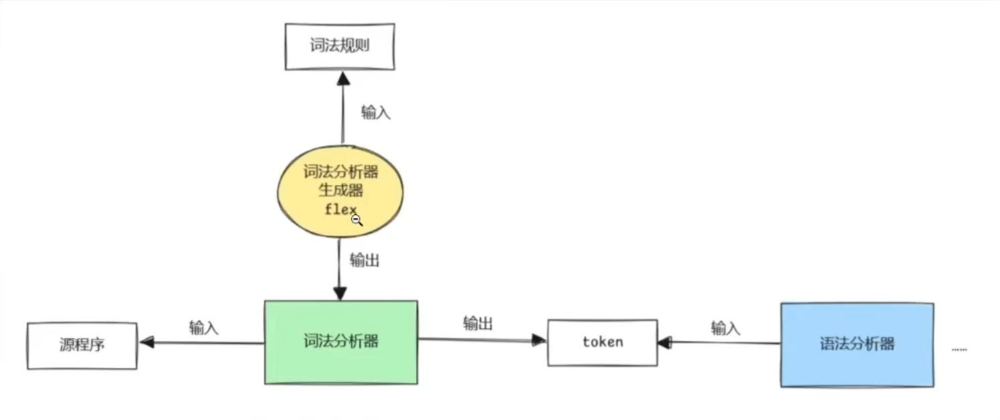 词法规则
输入
词法分析器
生成器
flex
输出
源程序
输入
词法分析器
输出
token
输入
语法分析器
……